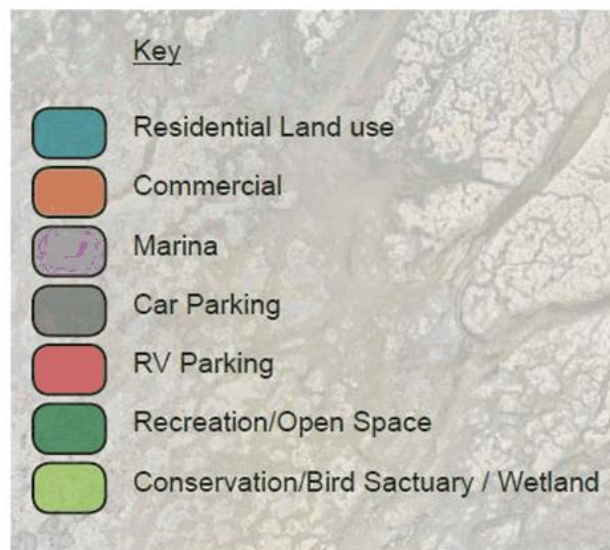 Key
Residential Land use
Commercial
Marina
Car Parking
RV Parking
Recreation/Open Space
Conservation/Bird Sactuary / Wetland